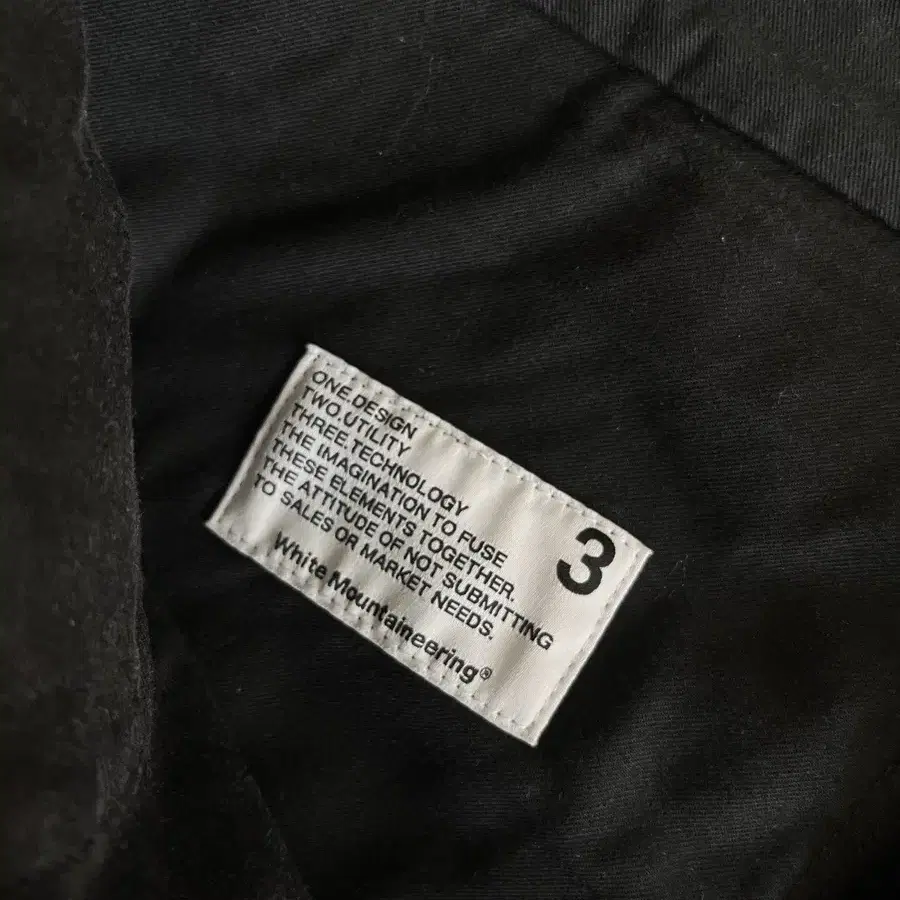 ONE.DESIGN
TWO.UTILITY
THREE.TECHNOLOGY
THE IMAGINATION TO FUSE
THESE ELEMENTS TOGETHER.
THE ATTITUDE OF NOT SUBMITTING
TO SALES OR MARKET NEEDS.
White Mountaineering®
3